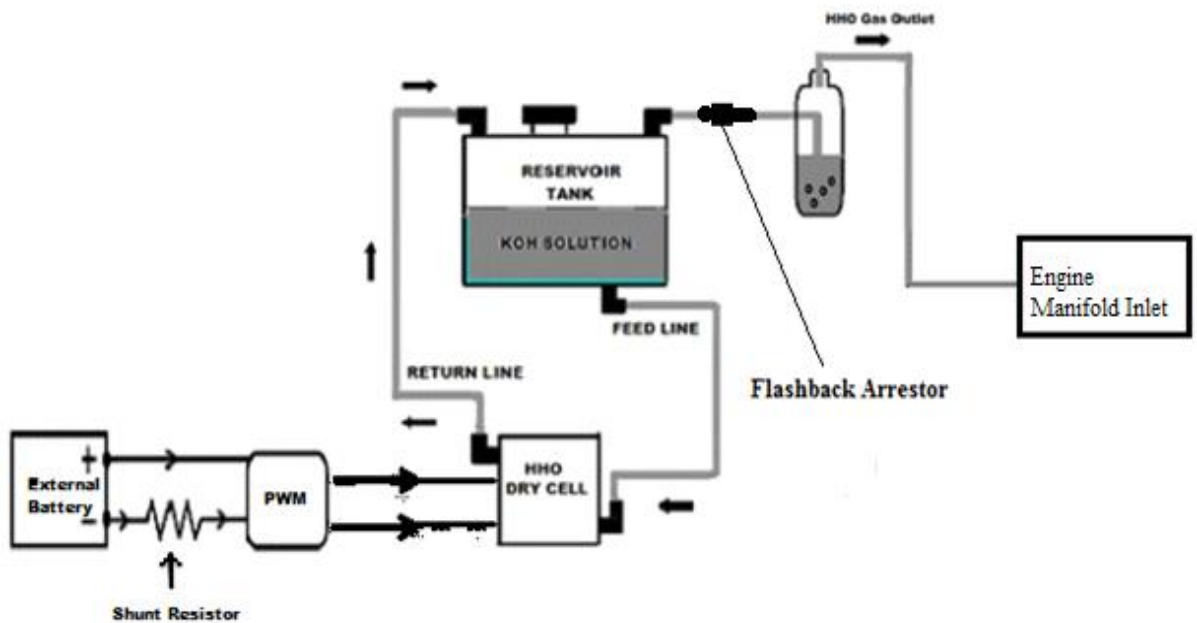 HHO Gas Outlet
RESERVOIR
TANK
KOH SOLUTION
FEED LINE
Engine
Manifold Inlet
RETURN LINE
Flashback Arrestor
External
Battery
+
−
PWM
HHO
DRY CELL
Shunt Resistor